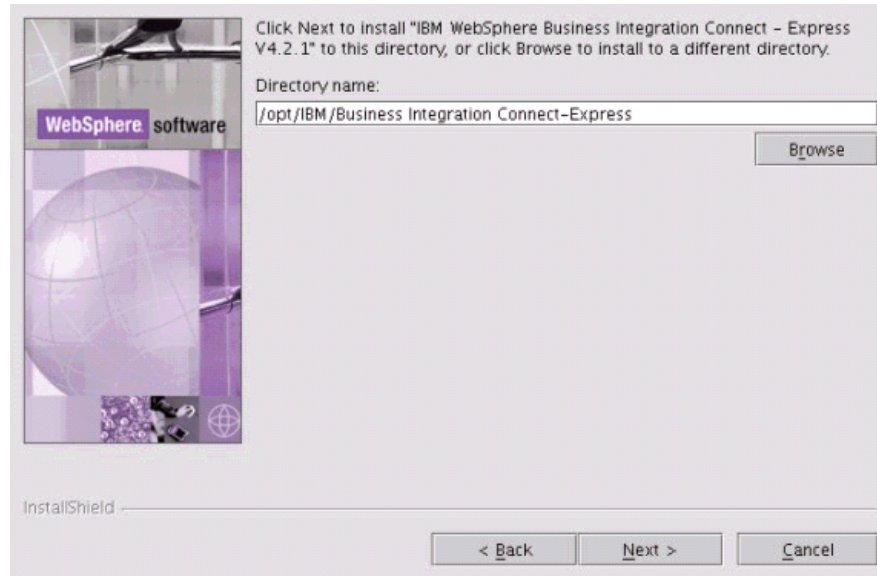 Click Next to install "IBM WebSphere Business Integration Connect – Express
V4.2.1" to this directory, or click Browse to install to a different directory.
Directory name:
/opt/IBM/Business Integration Connect–Express
Browse
WebSphere software
InstallShield
< Back
Next >
Cancel